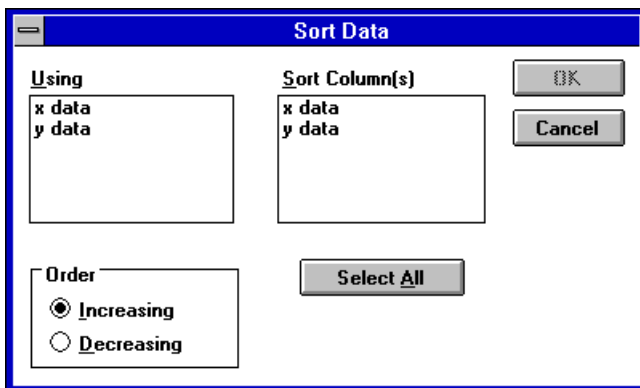 Sort Data
Using
x data
y data
Sort Column(s)
x data
y data
OK
Cancel
Order
Increasing
Decreasing
Select All